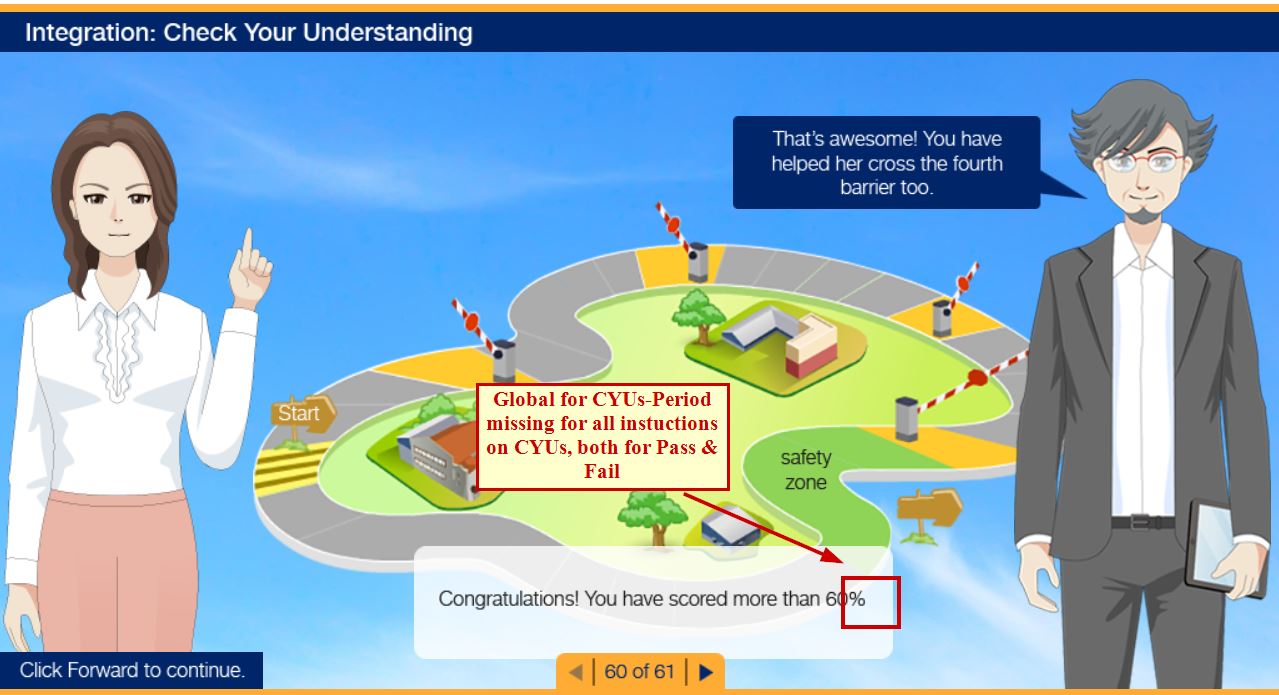 Integration: Check Your Understanding
That's awesome! You have
helped her cross the fourth
barrier too.
Start
Global for CYUs-Period
missing for all instuctions
on CYUs, both for Pass &
Fail
safety
zone
Congratulations! You have scored more than 60%
Click Forward to continue.
60 of 61